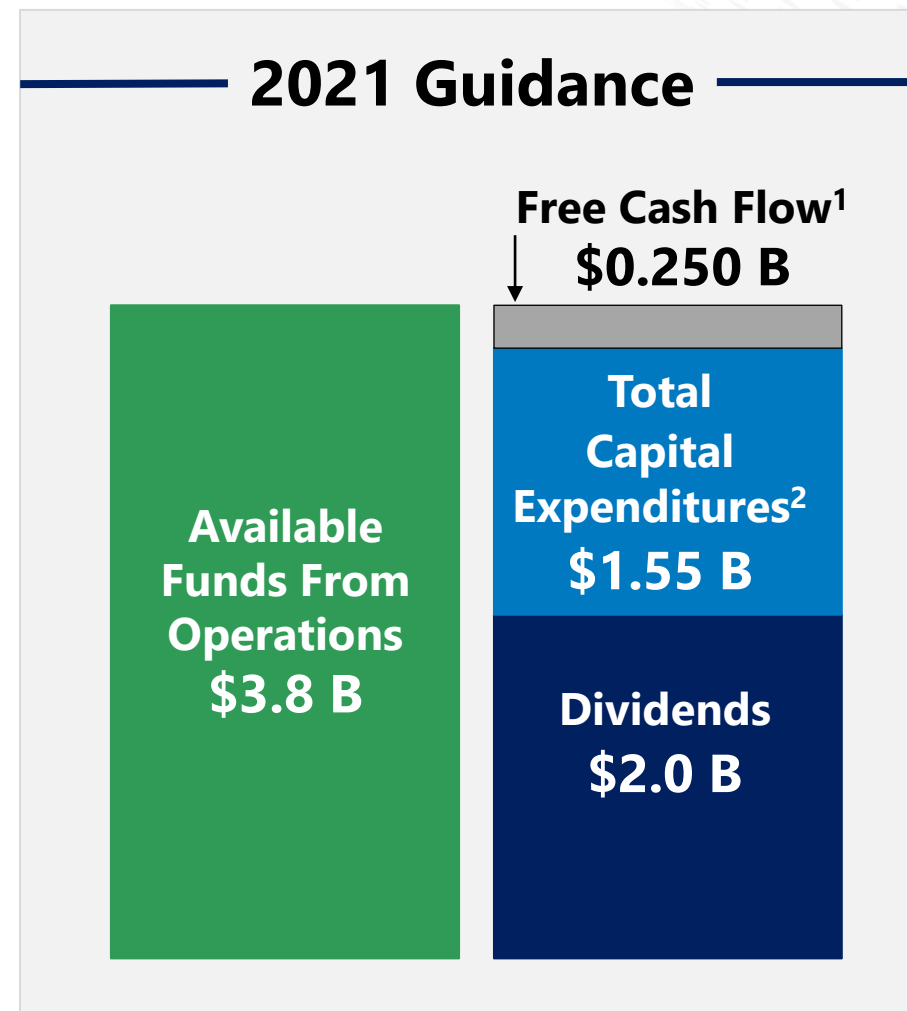 2021 Guidance
Free Cash Flow¹
$0.250 B
Available
Funds From
Operations
$3.8 B
Total
Capital
Expenditures²
$1.55 B
Dividends
$2.0 B